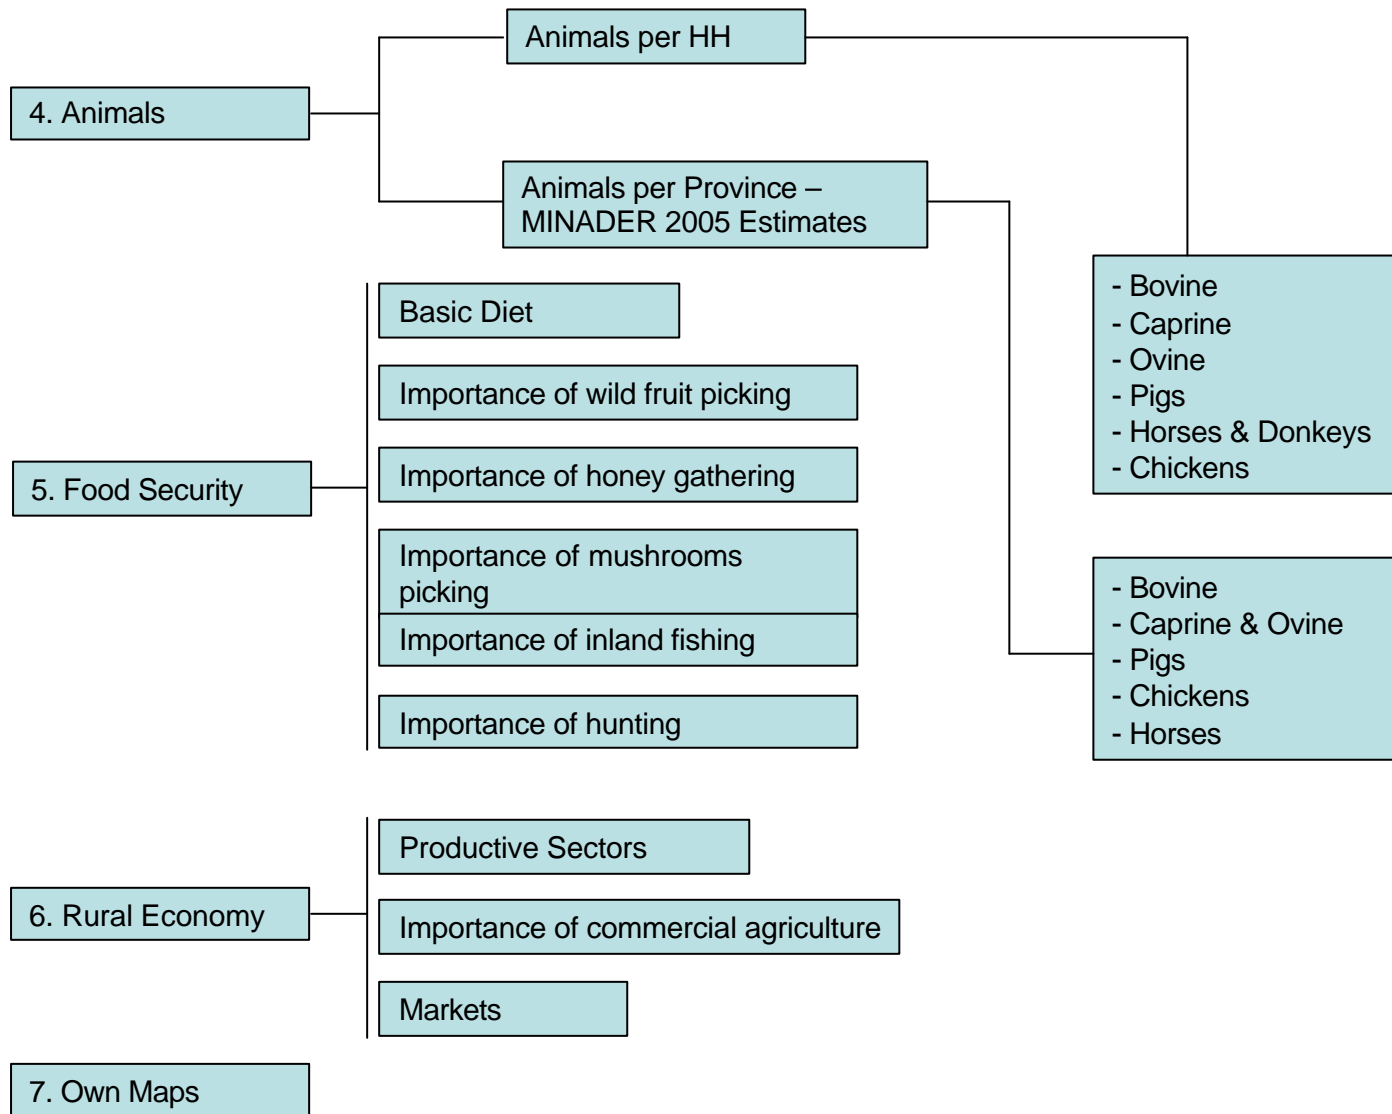 4. Animals
Animals per HH
Animals per Province –
MINADER 2005 Estimates
- Bovine
- Caprine
- Ovine
- Pigs
- Horses & Donkeys
- Chickens
- Bovine
- Caprine & Ovine
- Pigs
- Chickens
- Horses
5. Food Security
Basic Diet
Importance of wild fruit picking
Importance of honey gathering
Importance of mushrooms
picking
Importance of inland fishing
Importance of hunting
6. Rural Economy
Productive Sectors
Importance of commercial agriculture
Markets
7. Own Maps